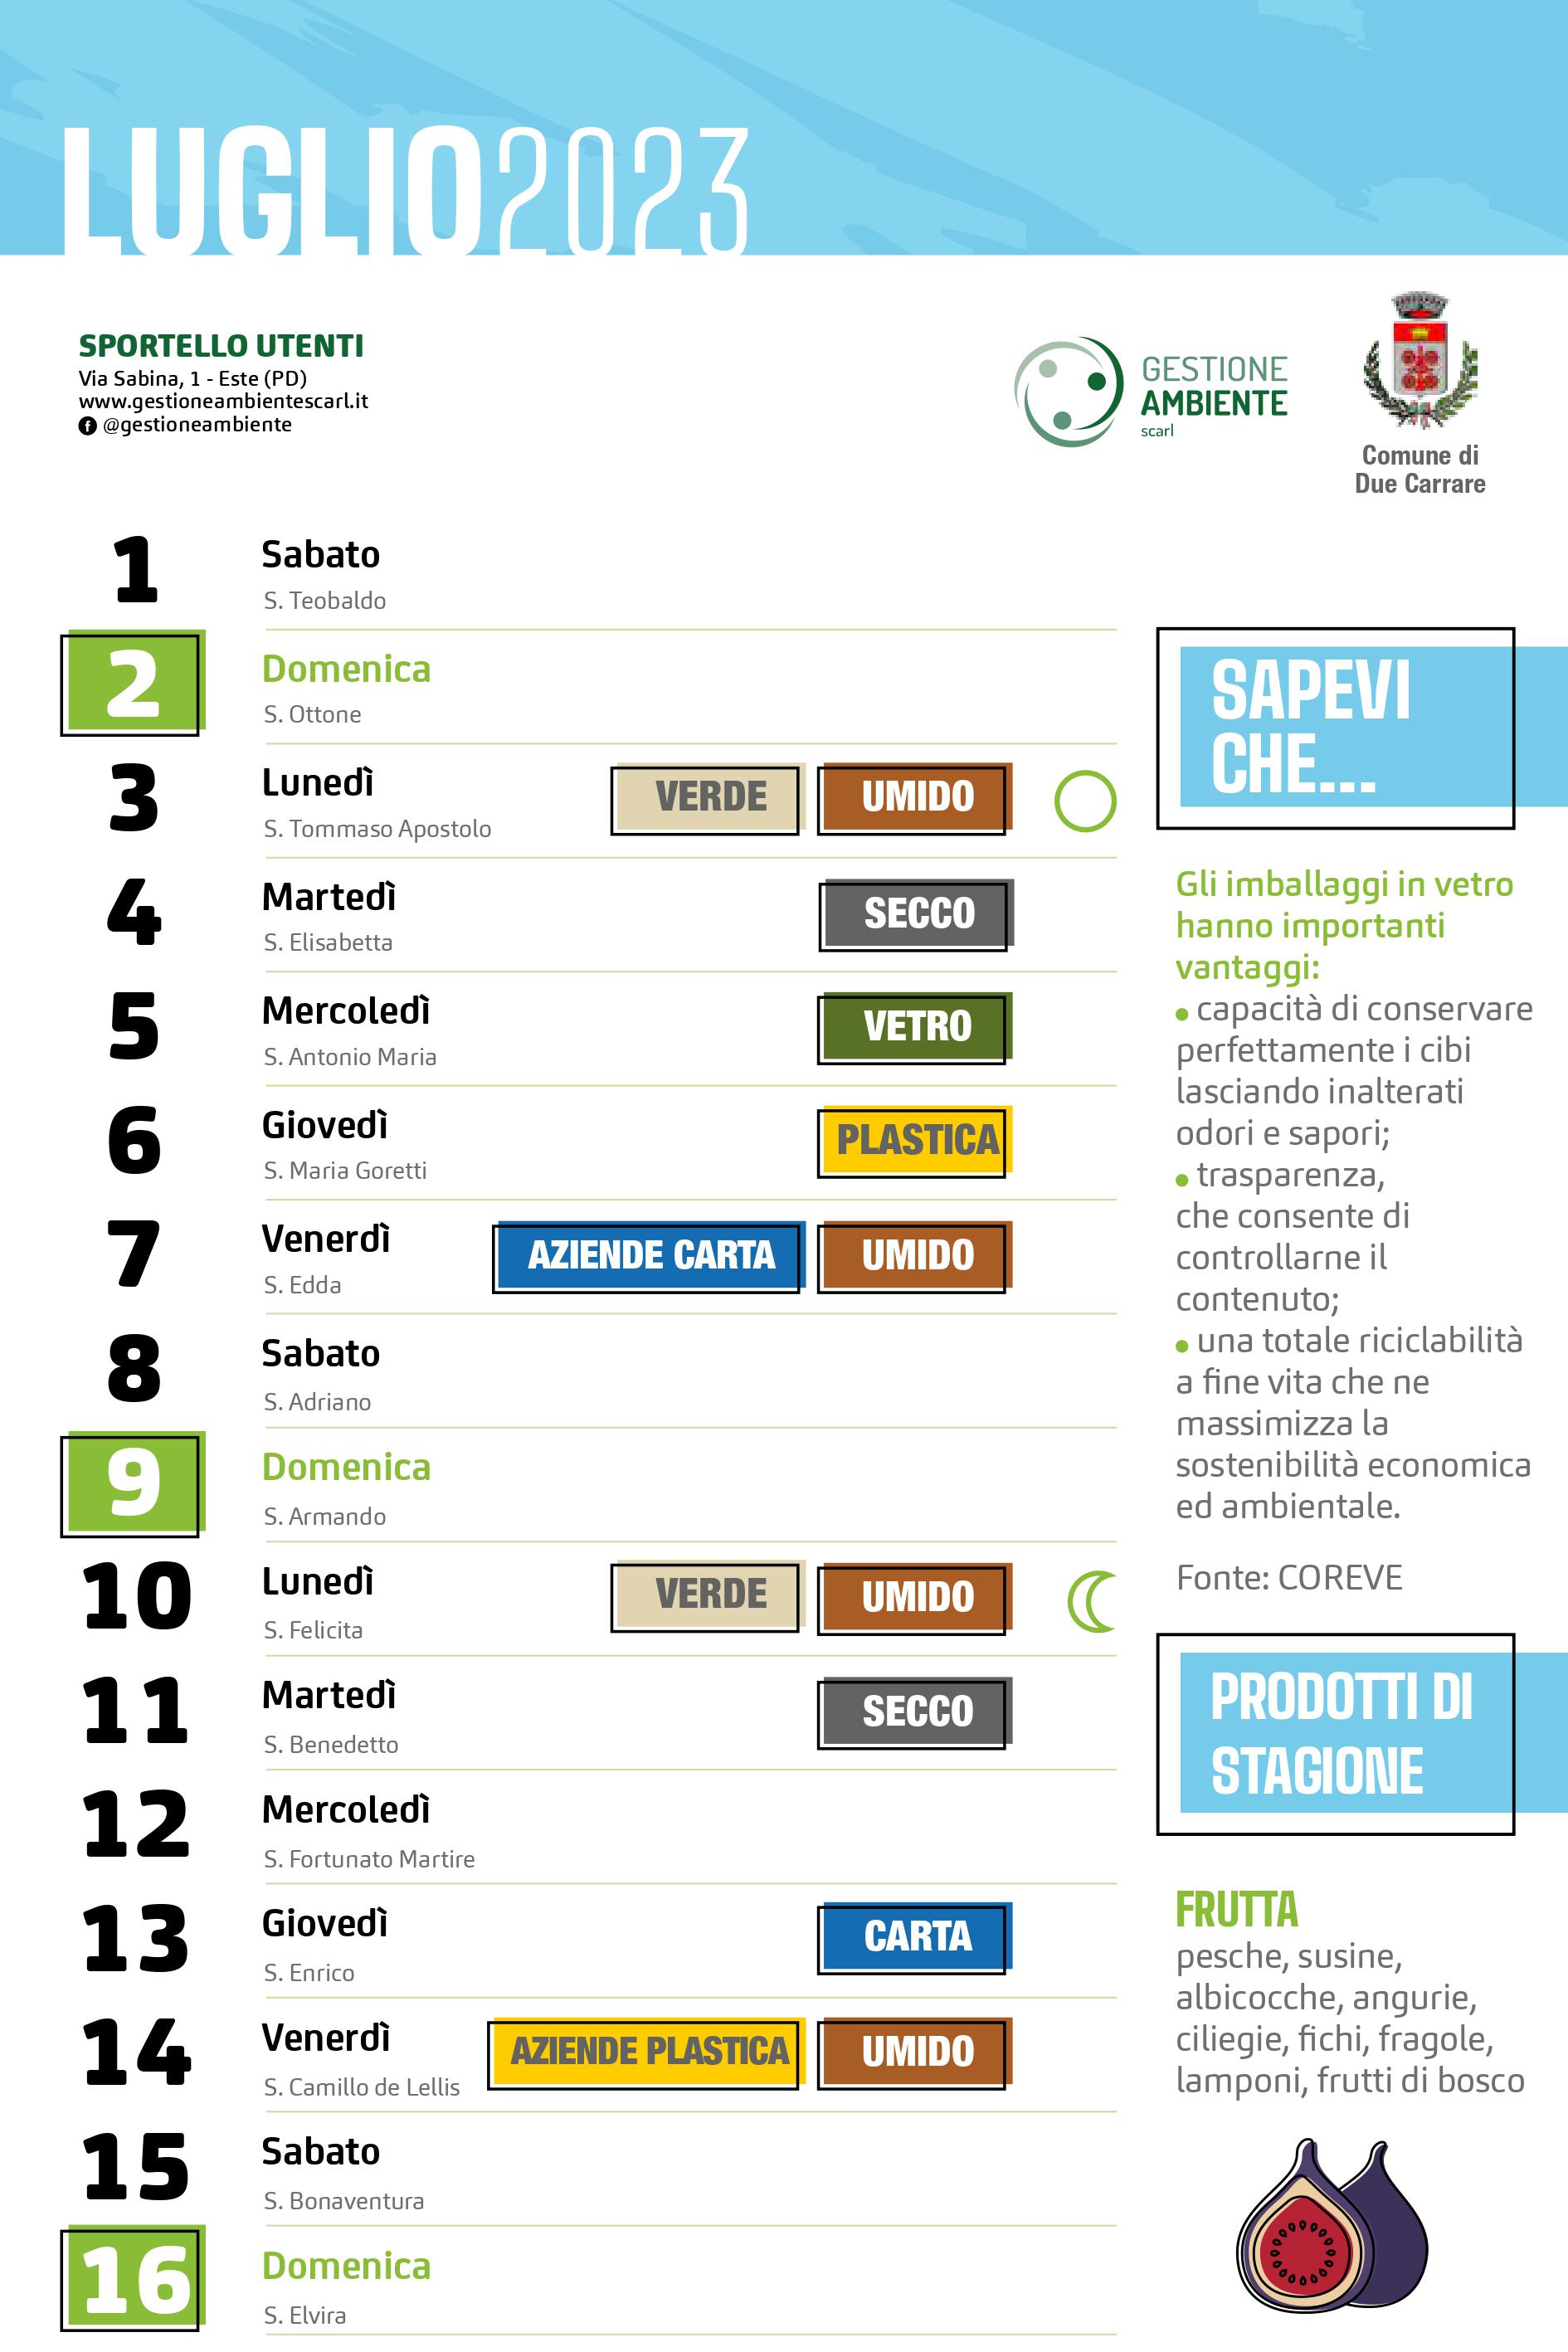 LUGLIO2023
SPORTELLO UTENTI
Via Sabina, 1 - Este (PD)
www.gestioneambientescarl.it
@gestioneambiente
GESTIONE
AMBIENTE
scarl
Comune di
Due Carrare
1 Sabato
S. Teobaldo
2 Domenica
S. Ottone
3 Lunedì VERDE UMIDO
S. Tommaso Apostolo
4 Martedì SECCO
S. Elisabetta
5 Mercoledì VETRO
S. Antonio Maria
6 Giovedì PLASTICA
S. Maria Goretti
7 Venerdì AZIENDE CARTA UMIDO
S. Edda
8 Sabato
S. Adriano
9 Domenica
S. Armando
10 Lunedì VERDE UMIDO
S. Felicita
11 Martedì SECCO
S. Benedetto
12 Mercoledì
S. Fortunato Martire
13 Giovedì CARTA
S. Enrico
14 Venerdì AZIENDE PLASTICA UMIDO
S. Camillo de Lellis
15 Sabato
S. Bonaventura
16 Domenica
S. Elvira
SAPEVI
CHE...
Gli imballaggi in vetro
hanno importanti
vantaggi:
• capacità di conservare
perfettamente i cibi
lasciando inalterati
odori e sapori;
• trasparenza,
che consente di
controllarne il
contenuto;
• una totale riciclabilità
a fine vita che ne
massimizza la
sostenibilità economica
ed ambientale.
Fonte: COREVE
PRODOTTI DI
STAGIONE
FRUTTA
pesche, susine,
albicocche, angurie,
ciliegie, fichi, fragole,
lamponi, frutti di bosco